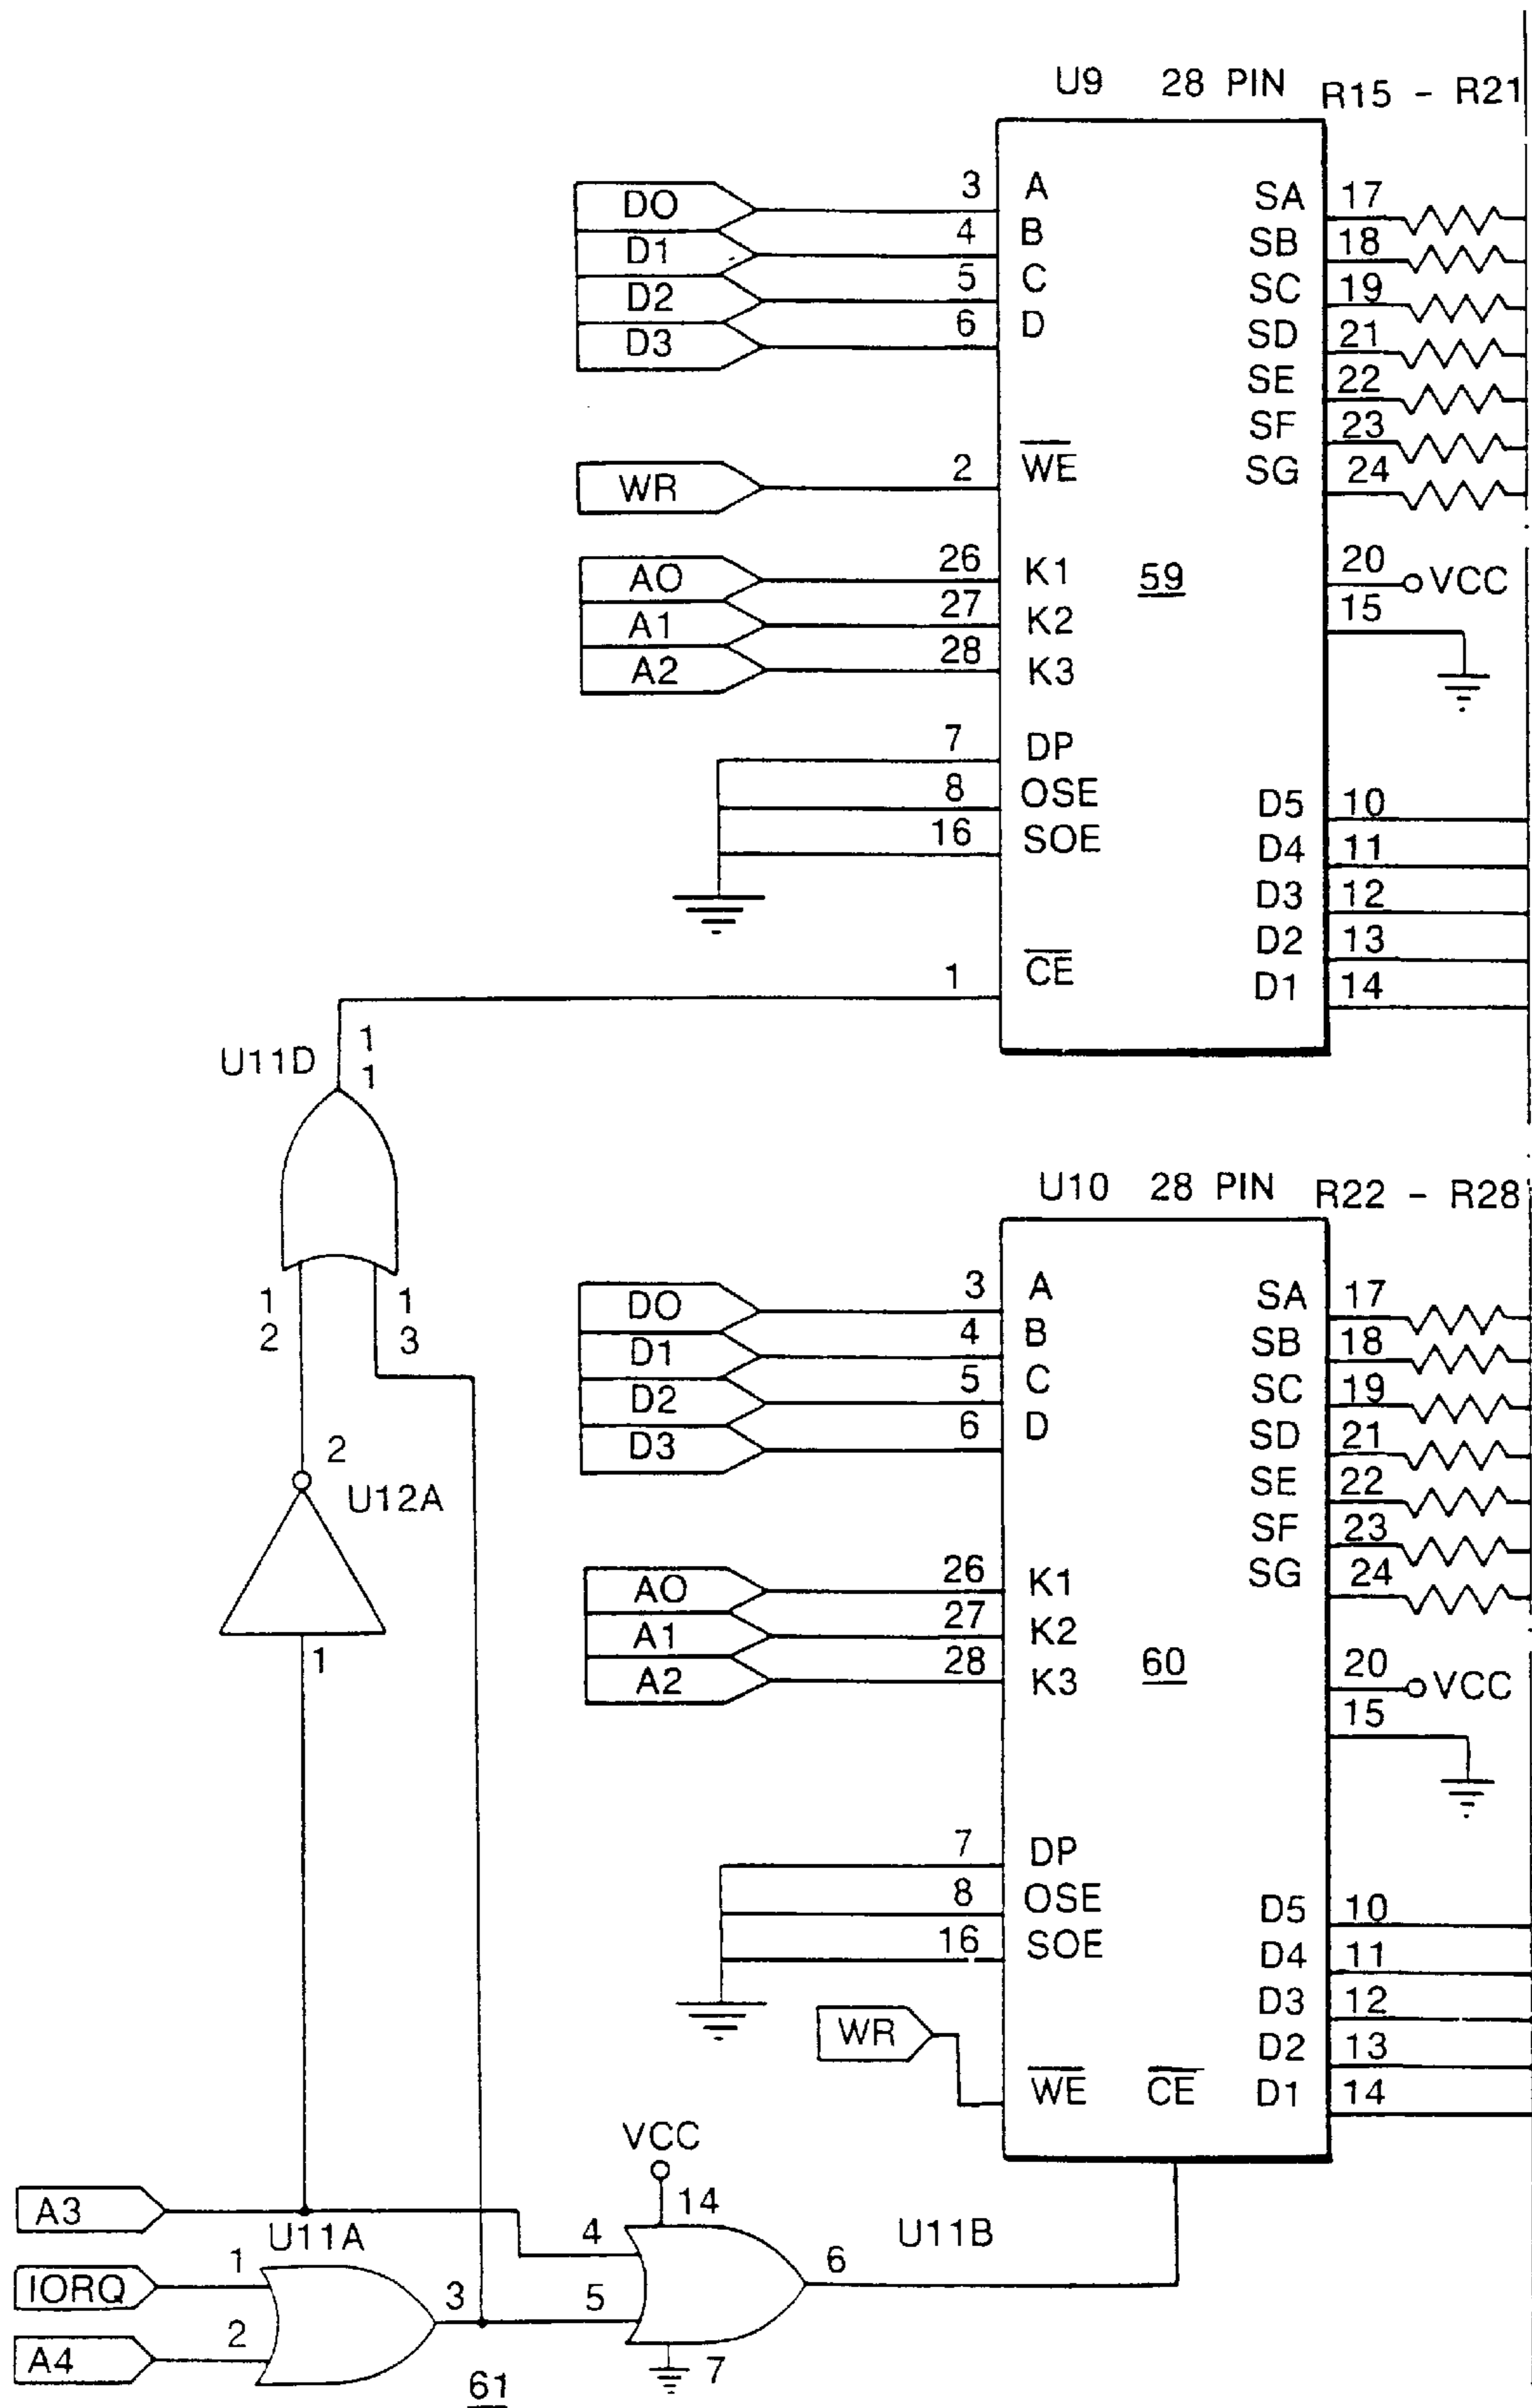 U9 28 PIN R15 - R21
DO 3 A SA 17
D1 4 B SB 18
D2 5 C SC 19
D3 6 D SD 21
SE 22
SF 23
WR 2 WE SG 24
AO 26 K1 59 20 VCC
A1 27 K2 15
A2 28 K3
7 DP
8 OSE D5 10
16 SOE D4 11
D3 12
D2 13
1 CE D1 14
U11D 1
1
U10 28 PIN R22 - R28
DO 3 A SA 17
D1 4 B SB 18
D2 5 C SC 19
D3 6 D SD 21
SE 22
SF 23
SG 24
1 1
2 3
2
U12A
1
AO 26 K1
A1 27 K2
A2 28 K3 60 20 VCC
15
7 DP
8 OSE D5 10
16 SOE D4 11
D3 12
WR D2 13
WE CE D1 14
VCC
14
A3 U11A 4 U11B
IORQ 1 3 5 6
A4 2 7
61